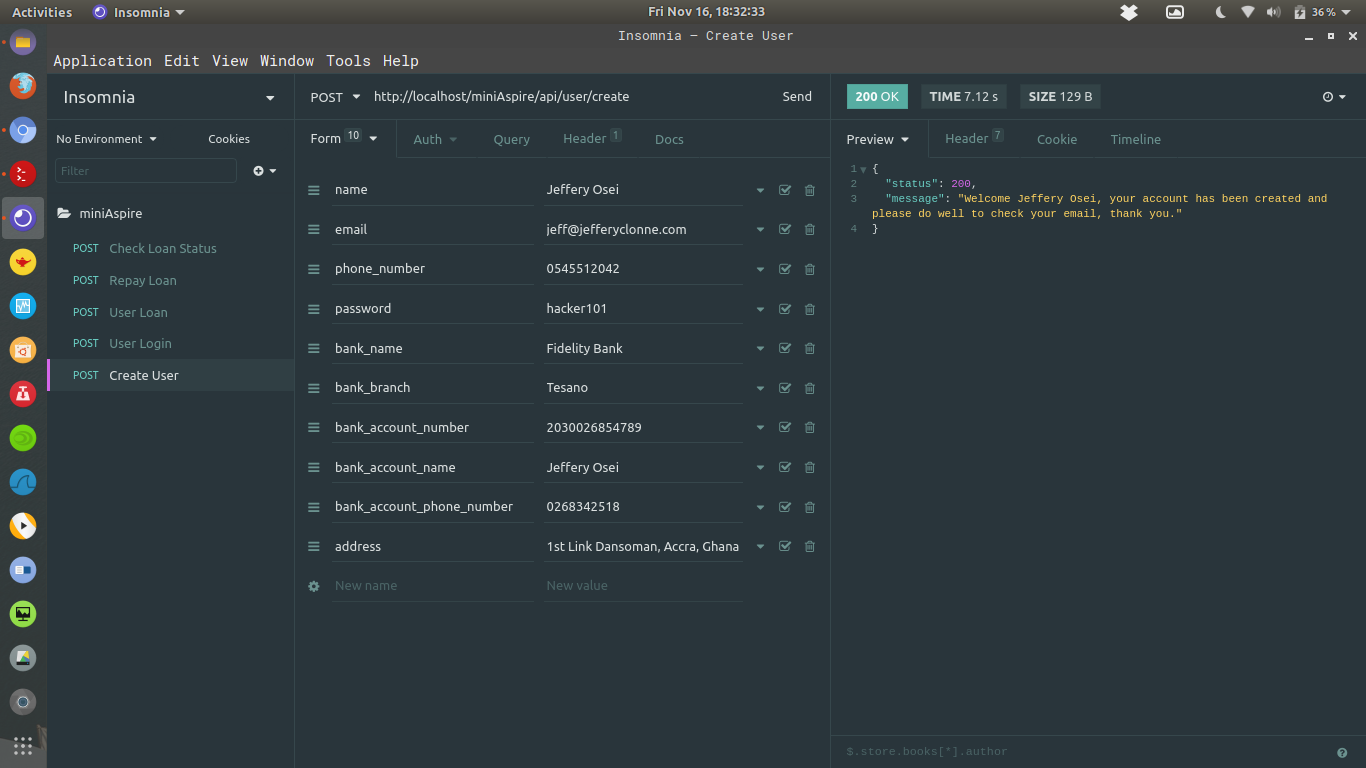 Activities Insomnia Fri Nov 16, 18:32:33 36%
Insomnia – Create User
Application Edit View Window Tools Help
Insomnia
POST http://localhost/miniAspire/api/user/create Send
200 OK TIME 7.12 s SIZE 129 B
No Environment Cookies
Form 10 Auth Query Header 1 Docs
Preview Header 7 Cookie Timeline
Filter
miniAspire
POST Check Loan Status
POST Repay Loan
POST User Loan
POST User Login
POST Create User
name Jeffery Osei
email jeff@jefferyclonne.com
phone_number 0545512042
password hacker101
bank_name Fidelity Bank
bank_branch Tesano
bank_account_number 2030026854789
bank_account_name Jeffery Osei
bank_account_phone_number 0268342518
address 1st Link Dansoman, Accra, Ghana
New name New value
1 {
2 "status": 200,
3 "message": "Welcome Jeffery Osei, your account has been created and
please do well to check your email, thank you."
4 }
$.store.books[*].author